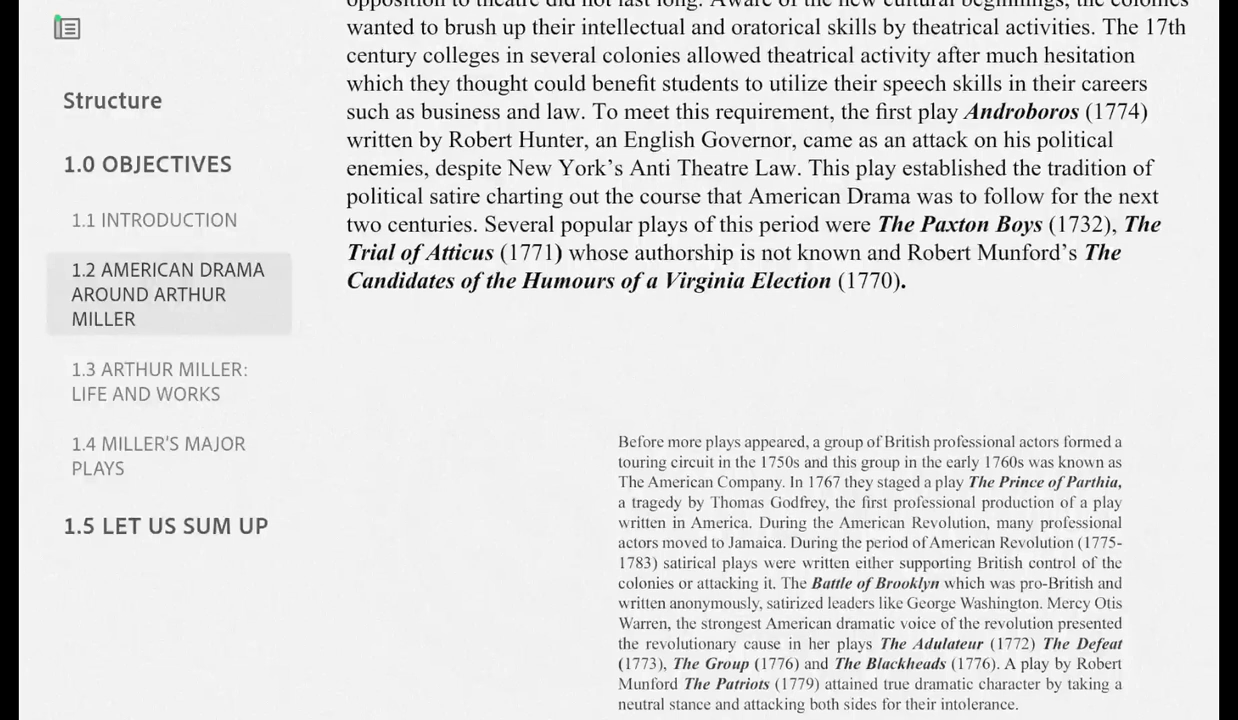 Structure
1.0 OBJECTIVES
1.1 INTRODUCTION
1.2 AMERICAN DRAMA
AROUND ARTHUR
MILLER
1.3 ARTHUR MILLER:
LIFE AND WORKS
1.4 MILLER'S MAJOR
PLAYS
1.5 LET US SUM UP
opposition to theatre did not last long. Aware of the new cultural beginnings, the colonies
wanted to brush up their intellectual and oratorical skills by theatrical activities. The 17th
century colleges in several colonies allowed theatrical activity after much hesitation
which they thought could benefit students to utilize their speech skills in their careers
such as business and law. To meet this requirement, the first play Androboros (1774)
written by Robert Hunter, an English Governor, came as an attack on his political
enemies, despite New York's Anti Theatre Law. This play established the tradition of
political satire charting out the course that American Drama was to follow for the next
two centuries. Several popular plays of this period were The Paxton Boys (1732), The
Trial of Atticus (1771) whose authorship is not known and Robert Munford's The
Candidates of the Humours of a Virginia Election (1770).
Before more plays appeared, a group of British professional actors formed a
touring circuit in the 1750s and this group in the early 1760s was known as
The American Company. In 1767 they staged a play The Prince of Parthia,
a tragedy by Thomas Godfrey, the first professional production of a play
written in America. During the American Revolution, many professional
actors moved to Jamaica. During the period of American Revolution (1775-
1783) satirical plays were written either supporting British control of the
colonies or attacking it. The Battle of Brooklyn which was pro-British and
written anonymously, satirized leaders like George Washington. Mercy Otis
Warren, the strongest American dramatic voice of the revolution presented
the revolutionary cause in her plays The Adulateur (1772) The Defeat
(1773), The Group (1776) and The Blackheads (1776). A play by Robert
Munford The Patriots (1779) attained true dramatic character by taking a
neutral stance and attacking both sides for their intolerance.